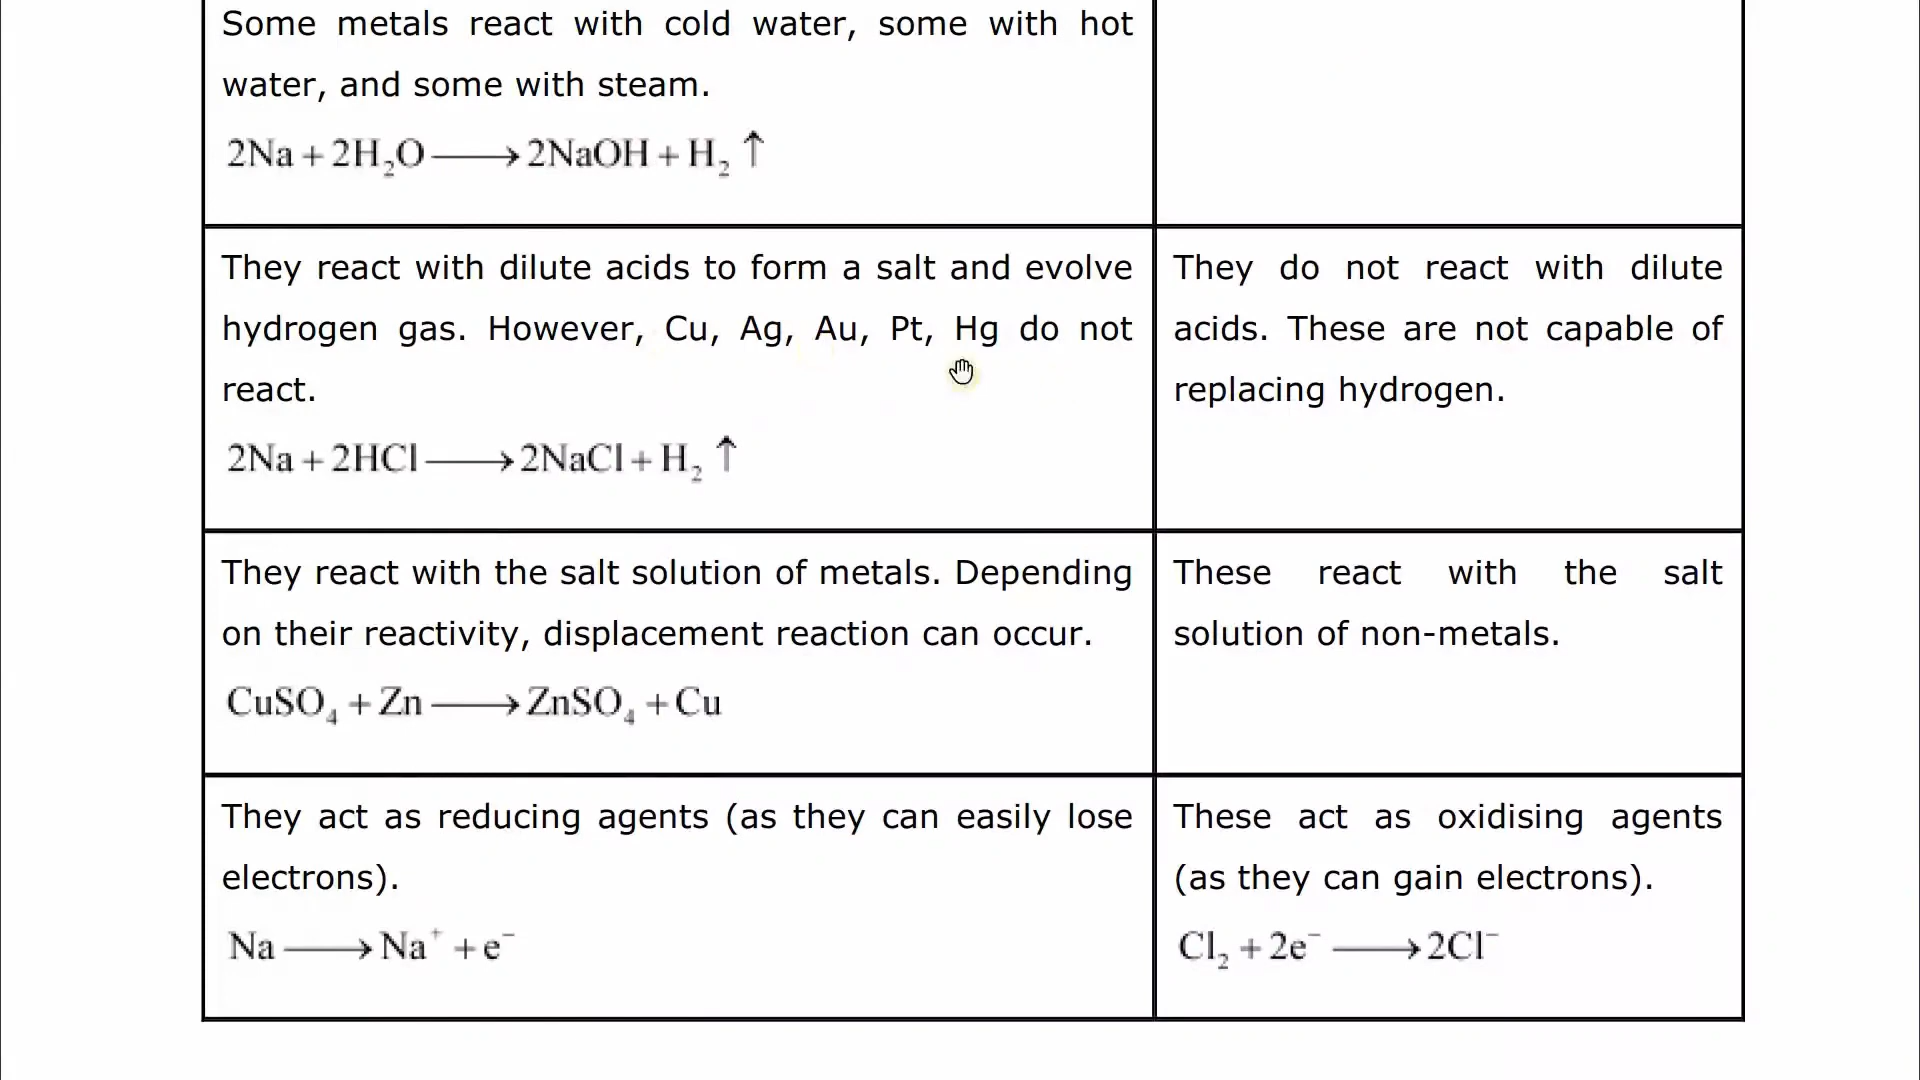 Some metals react with cold water, some with hot
water, and some with steam.
2Na + 2H₂O ⟶ 2NaOH + H₂ ↑
They react with dilute acids to form a salt and evolve
hydrogen gas. However, Cu, Ag, Au, Pt, Hg do not
react.
2Na + 2HCl ⟶ 2NaCl + H₂ ↑
They do not react with dilute
acids. These are not capable of
replacing hydrogen.
They react with the salt solution of metals. Depending
on their reactivity, displacement reaction can occur.
CuSO₄ + Zn ⟶ ZnSO₄ + Cu
These react with the salt
solution of non-metals.
They act as reducing agents (as they can easily lose
electrons).
Na ⟶ Na⁺ + e⁻
These act as oxidising agents
(as they can gain electrons).
Cl₂ + 2e⁻ ⟶ 2Cl⁻